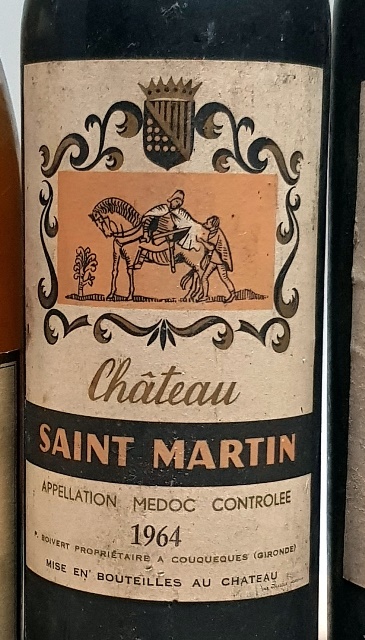 Château
SAINT MARTIN
APPELLATION MEDOC CONTROLEE
1964
P. BOIVERT PROPRIÉTAIRE A COUQUEQUES (GIRONDE)
MISE EN BOUTEILLES AU CHATEAU